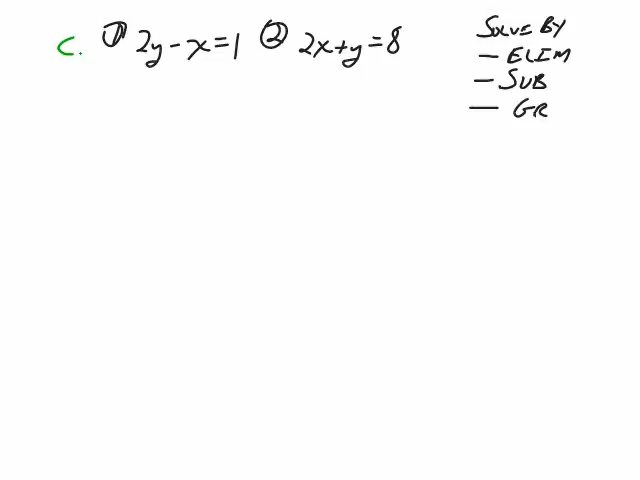 c. ① 2y-x=1 ② 2x+y=8
SOLVE BY
- ELIM
- SUB
- GR